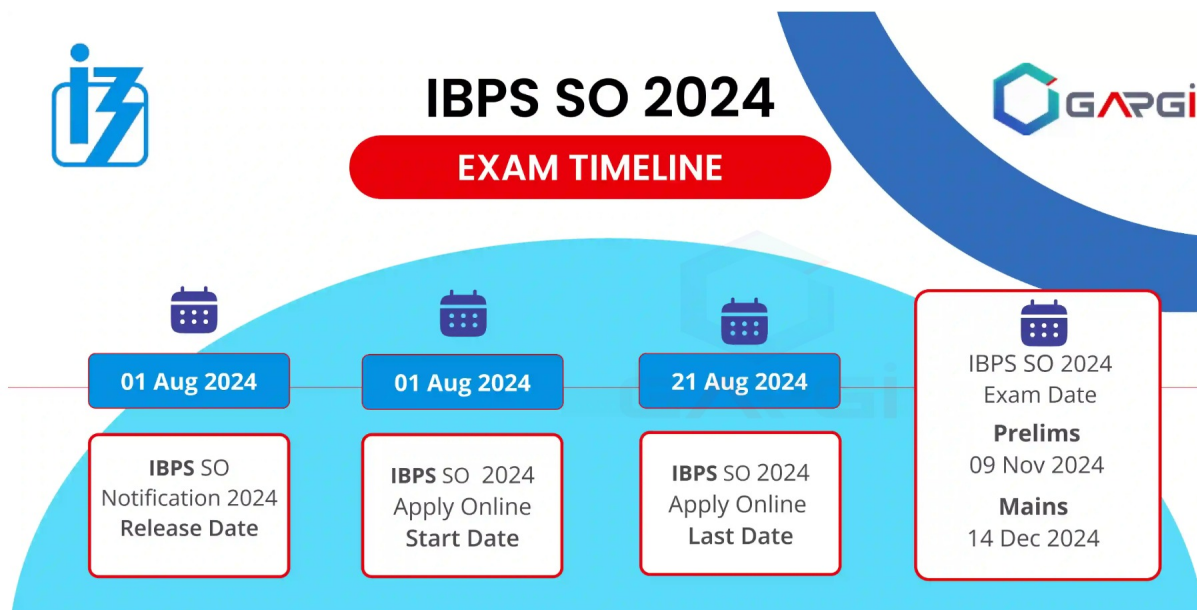 IBPS SO 2024
GARGI
EXAM TIMELINE
01 Aug 2024
IBPS SO
Notification 2024
Release Date
01 Aug 2024
IBPS SO 2024
Apply Online
Start Date
21 Aug 2024
IBPS SO 2024
Apply Online
Last Date
IBPS SO 2024
Exam Date
Prelims
09 Nov 2024
Mains
14 Dec 2024
GARGI